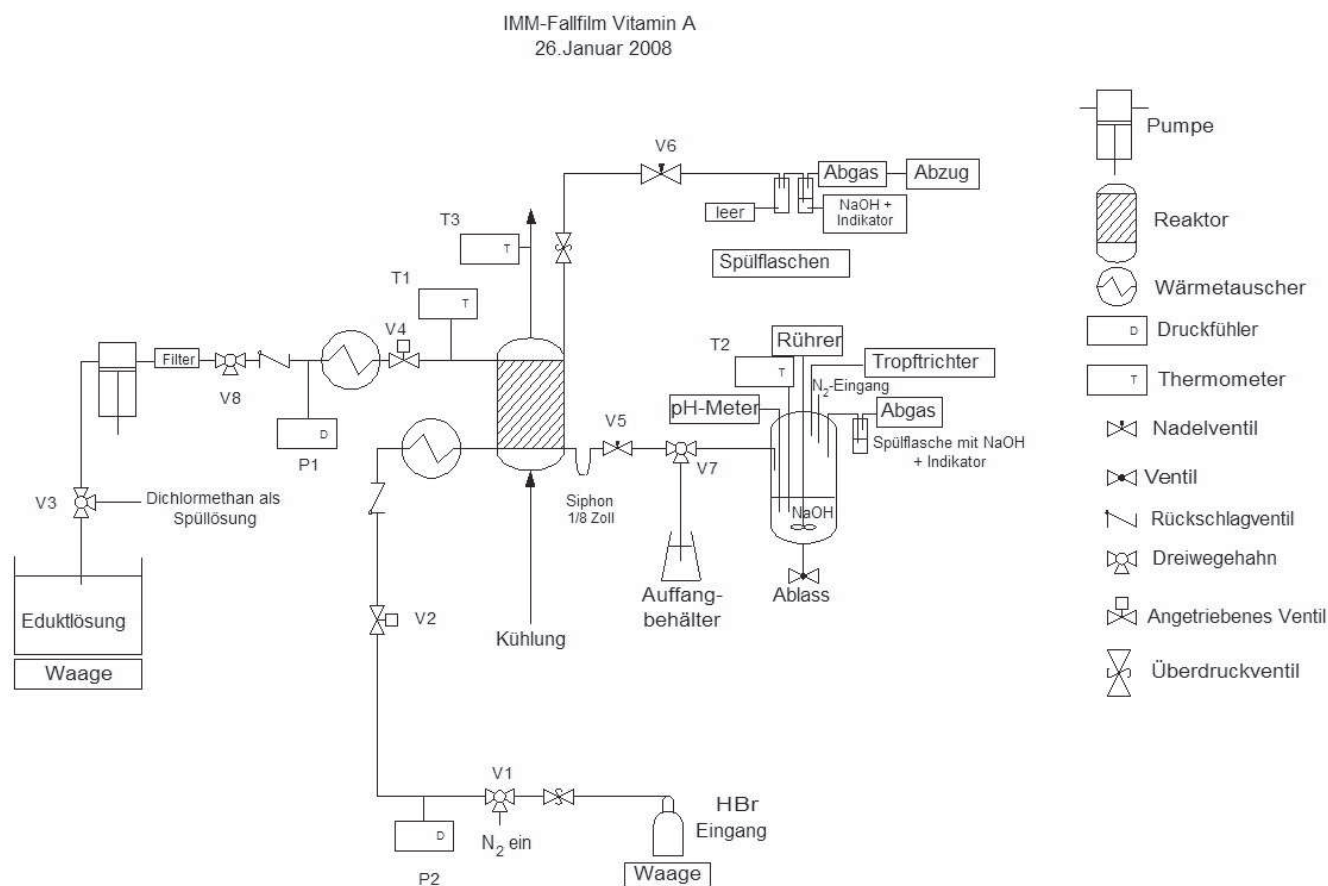 IMM-Fallfilm Vitamin A
26.Januar 2008
V6
Abgas
Abzug
leer
NaOH +
Indikator
Spülflaschen
T3
T
T1
T
V4
Filter
V8
D
P1
V3
Dichlormethan als
Spüllösung
Eduktlösung
Waage
V2
Kühlung
Siphon
1/8 Zoll
V5
V7
Auffang-
behälter
T2
T
Rührer
Tropftrichter
N2-Eingang
pH-Meter
Abgas
Spülflasche mit NaOH
+ Indikator
NaOH
Ablass
V1
N2 ein
D
P2
HBr
Eingang
Waage
Pumpe
Reaktor
Wärmetauscher
D
Druckfühler
T
Thermometer
Nadelventil
Ventil
Rückschlagventil
Dreiwegehahn
Angetriebenes Ventil
Überdruckventil